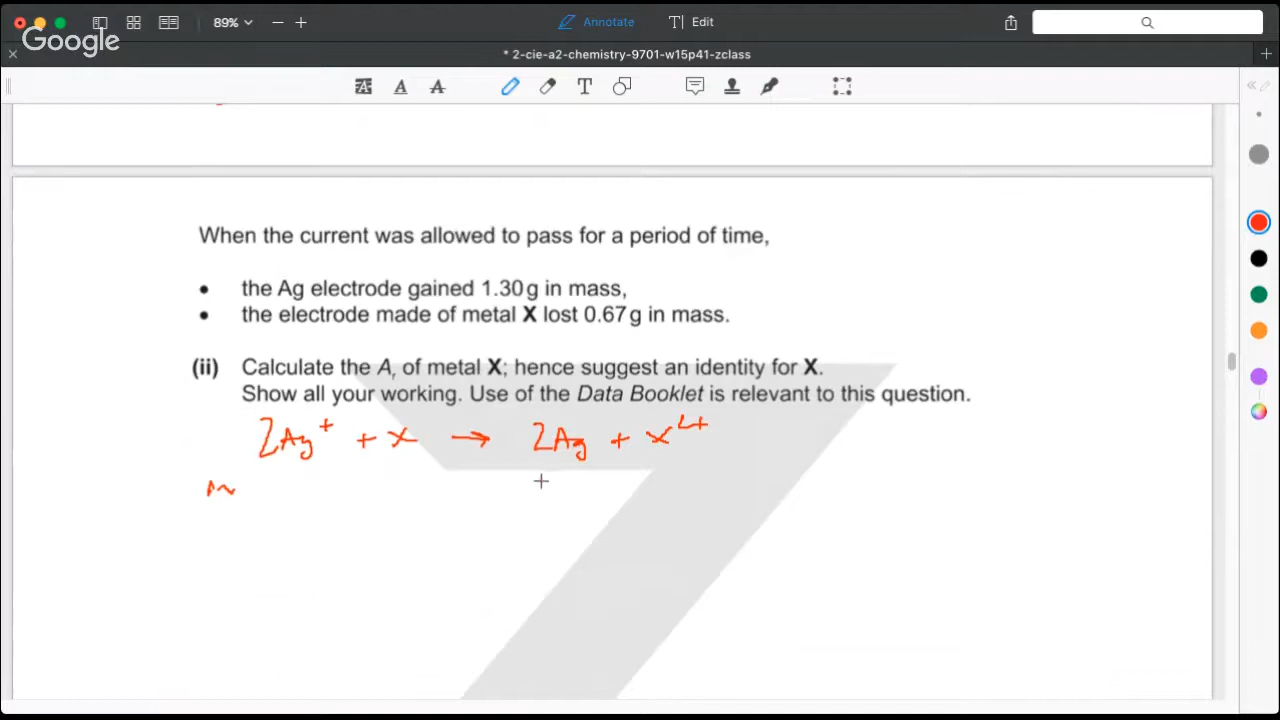 89%
Annotate
T Edit
Google
* 2-cie-a2-chemistry-9701-w15p41-zclass
When the current was allowed to pass for a period of time,
• the Ag electrode gained 1.30 g in mass,
• the electrode made of metal X lost 0.67 g in mass.
(ii) Calculate the Ar of metal X; hence suggest an identity for X.
Show all your working. Use of the Data Booklet is relevant to this question.
2Ag+ + x → 2Ag + x2+
m